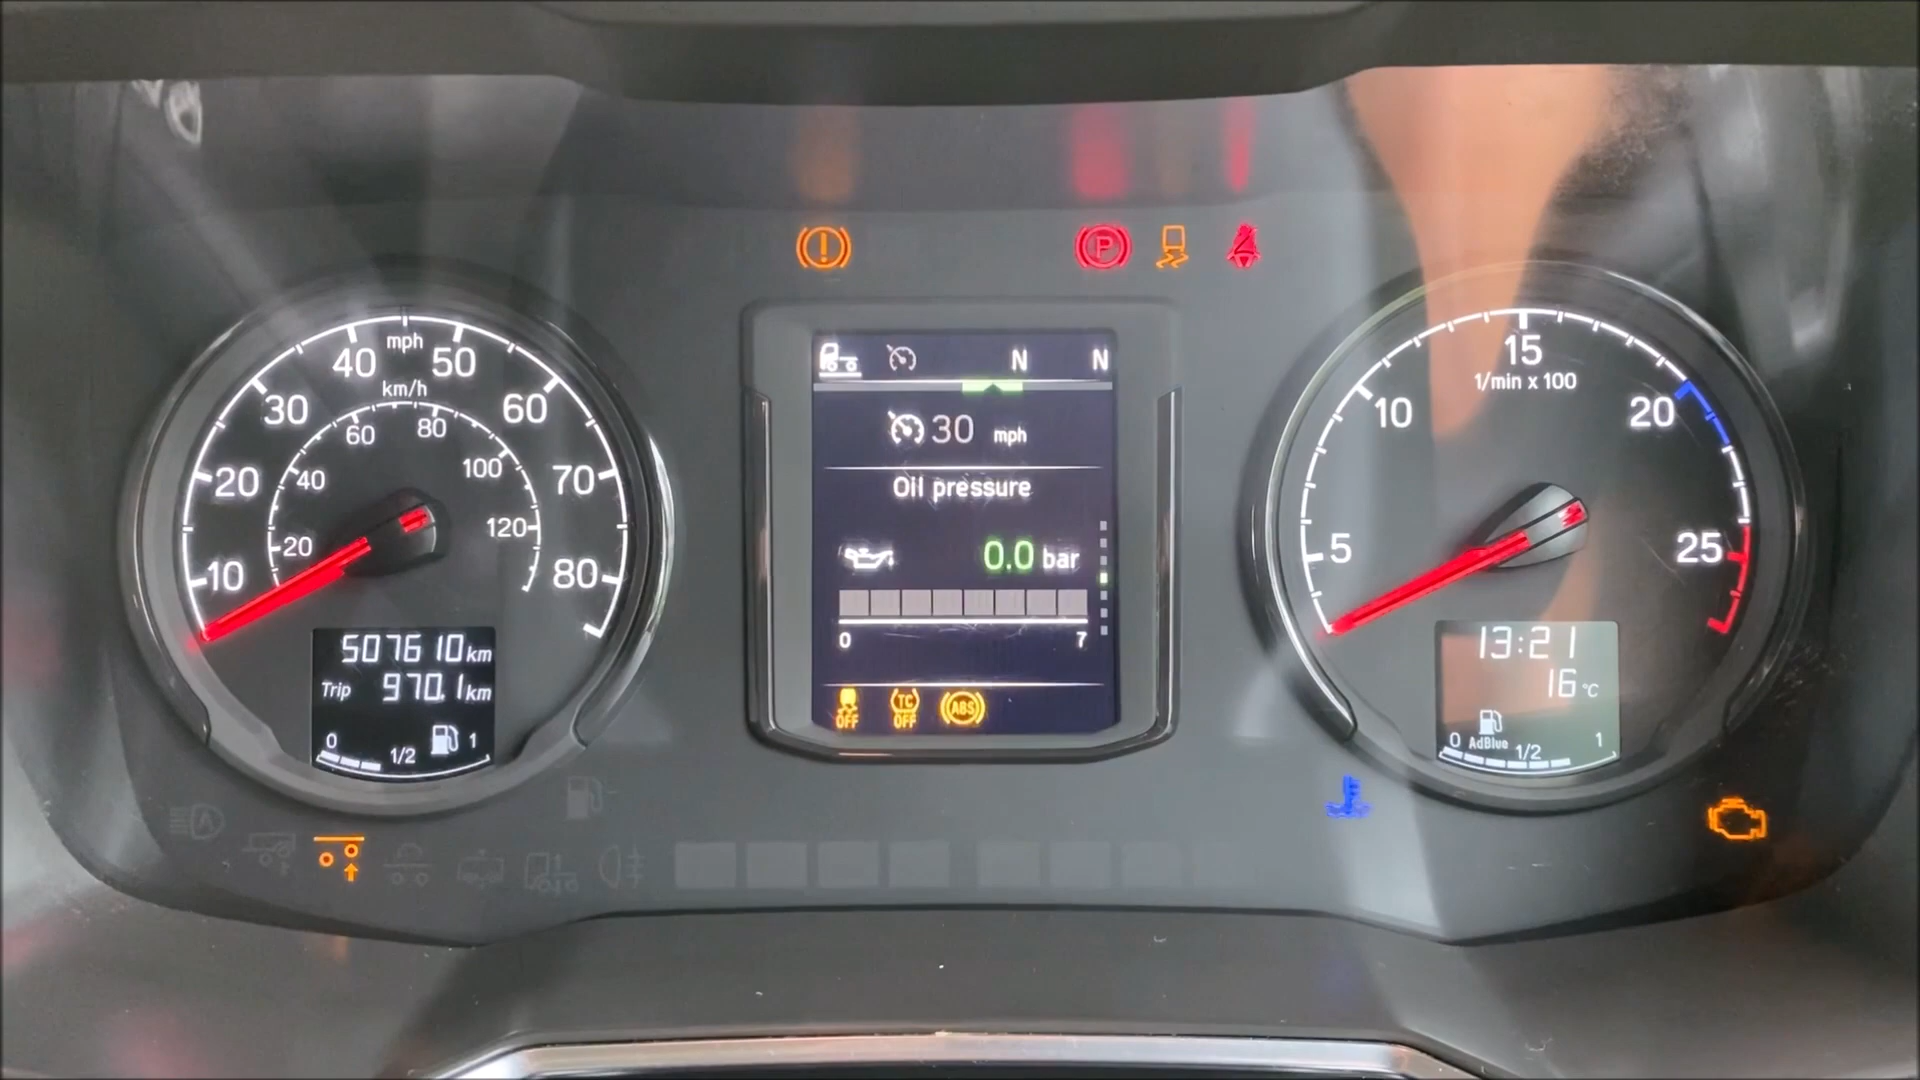 P
40 mph 50
km/h
30 60
60 80
20 40 100 70
120
10 20 80
507610 km
Trip 970.1 km
0 1/2 1
N N
30 mph
Oil pressure
0.0 bar
0 7
OFF TC OFF ABS
15
1/min x 100
10 20
5 25
13:21
16 °C
0 AdBlue 1/2 1
A